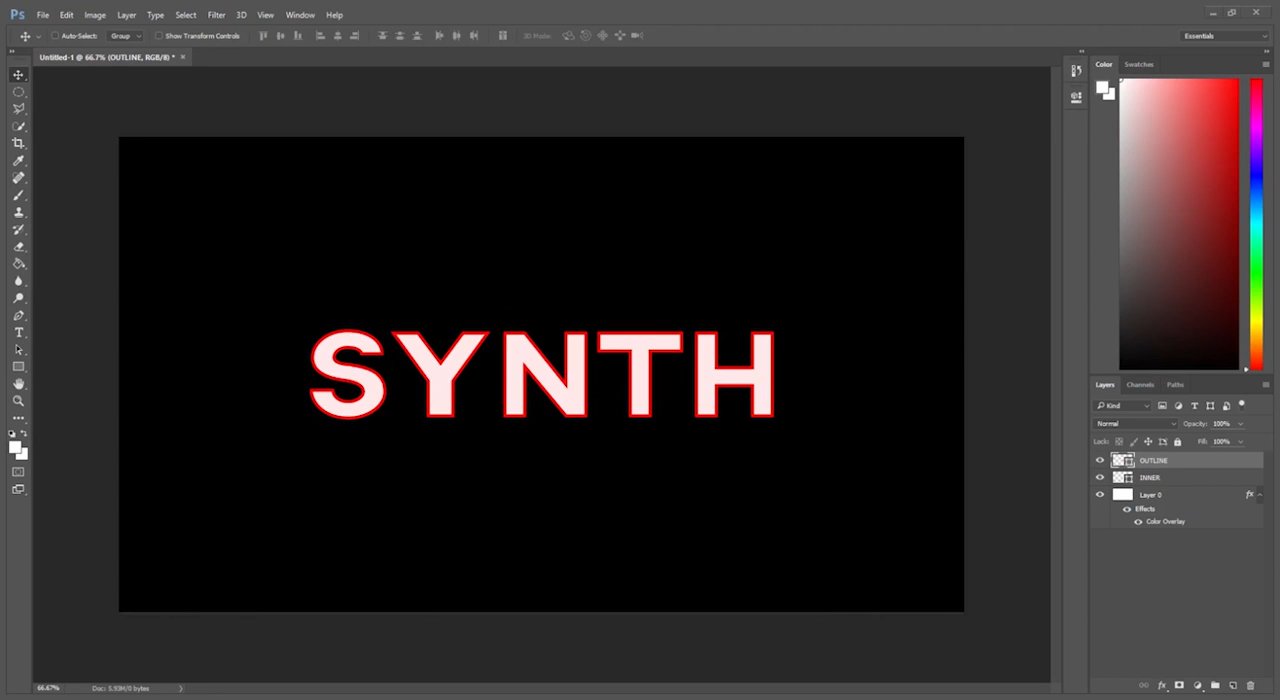 Ps File Edit Image Layer Type Select Filter 3D View Window Help
Auto-Select: Group Show Transform Controls 3D Mode: Essentials
Untitled-1 @ 66.7% (OUTLINE, RGB/8) * ×
Color Swatches
SYNTH
Layers Channels Paths
Kind
Normal Opacity: 100%
Lock: Fill: 100%
OUTLINE
INNER
Layer 0 fx
Effects
Color Overlay
66.67% Doc: 5.93M/0 bytes
fx